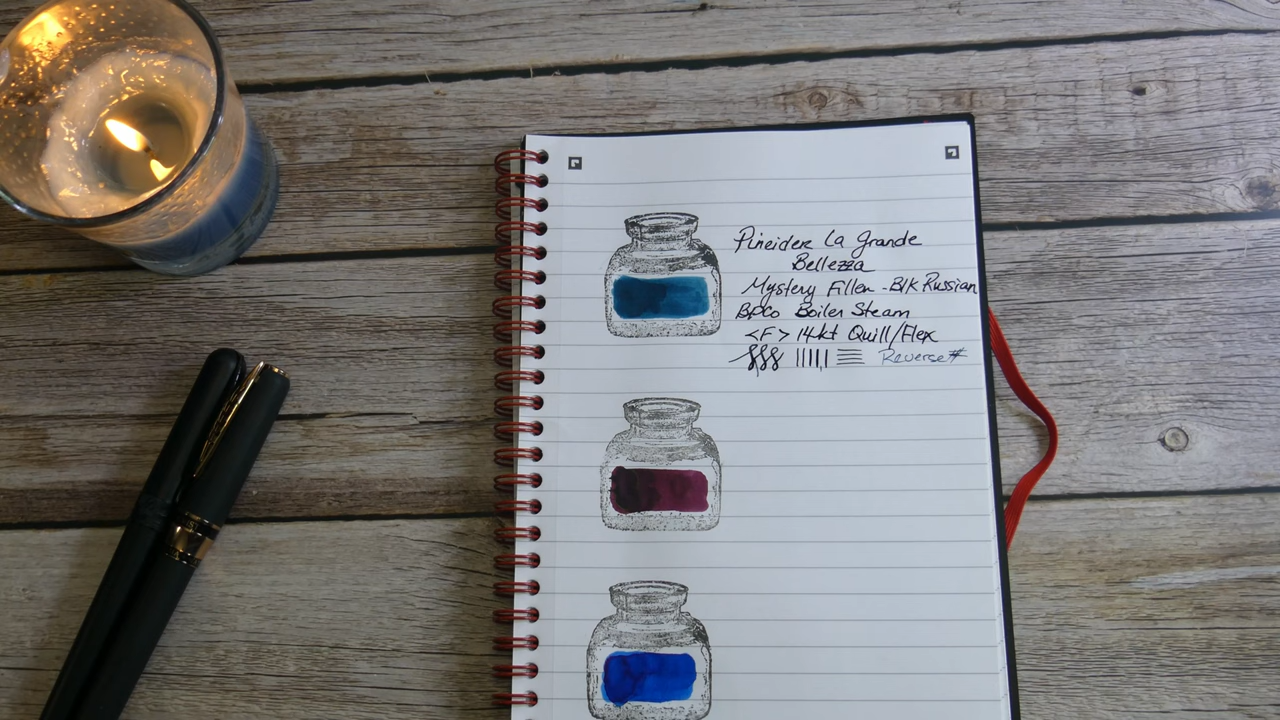 Pineider La Grande
Bellezza
Mystery Filler - Blk Russian
BPCo Boiler Steam
<F> 14kt Quill/Flex
Reverse#